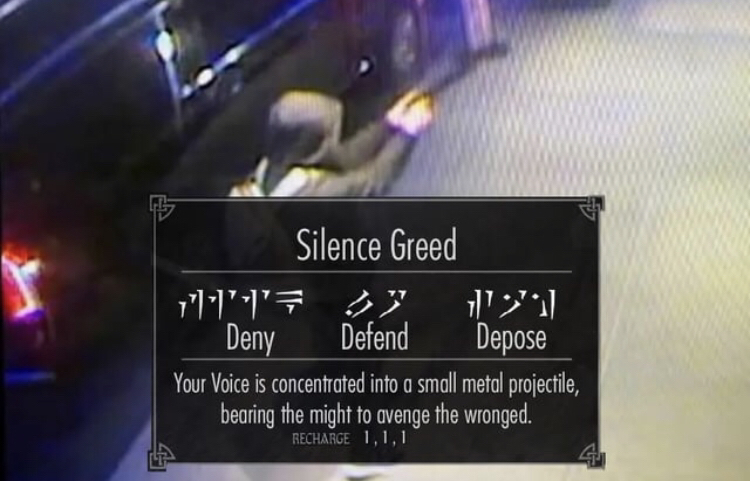 Silence Greed
Deny Defend Depose
Your Voice is concentrated into a small metal projectile,
bearing the might to avenge the wronged.
RECHARGE 1,1,1